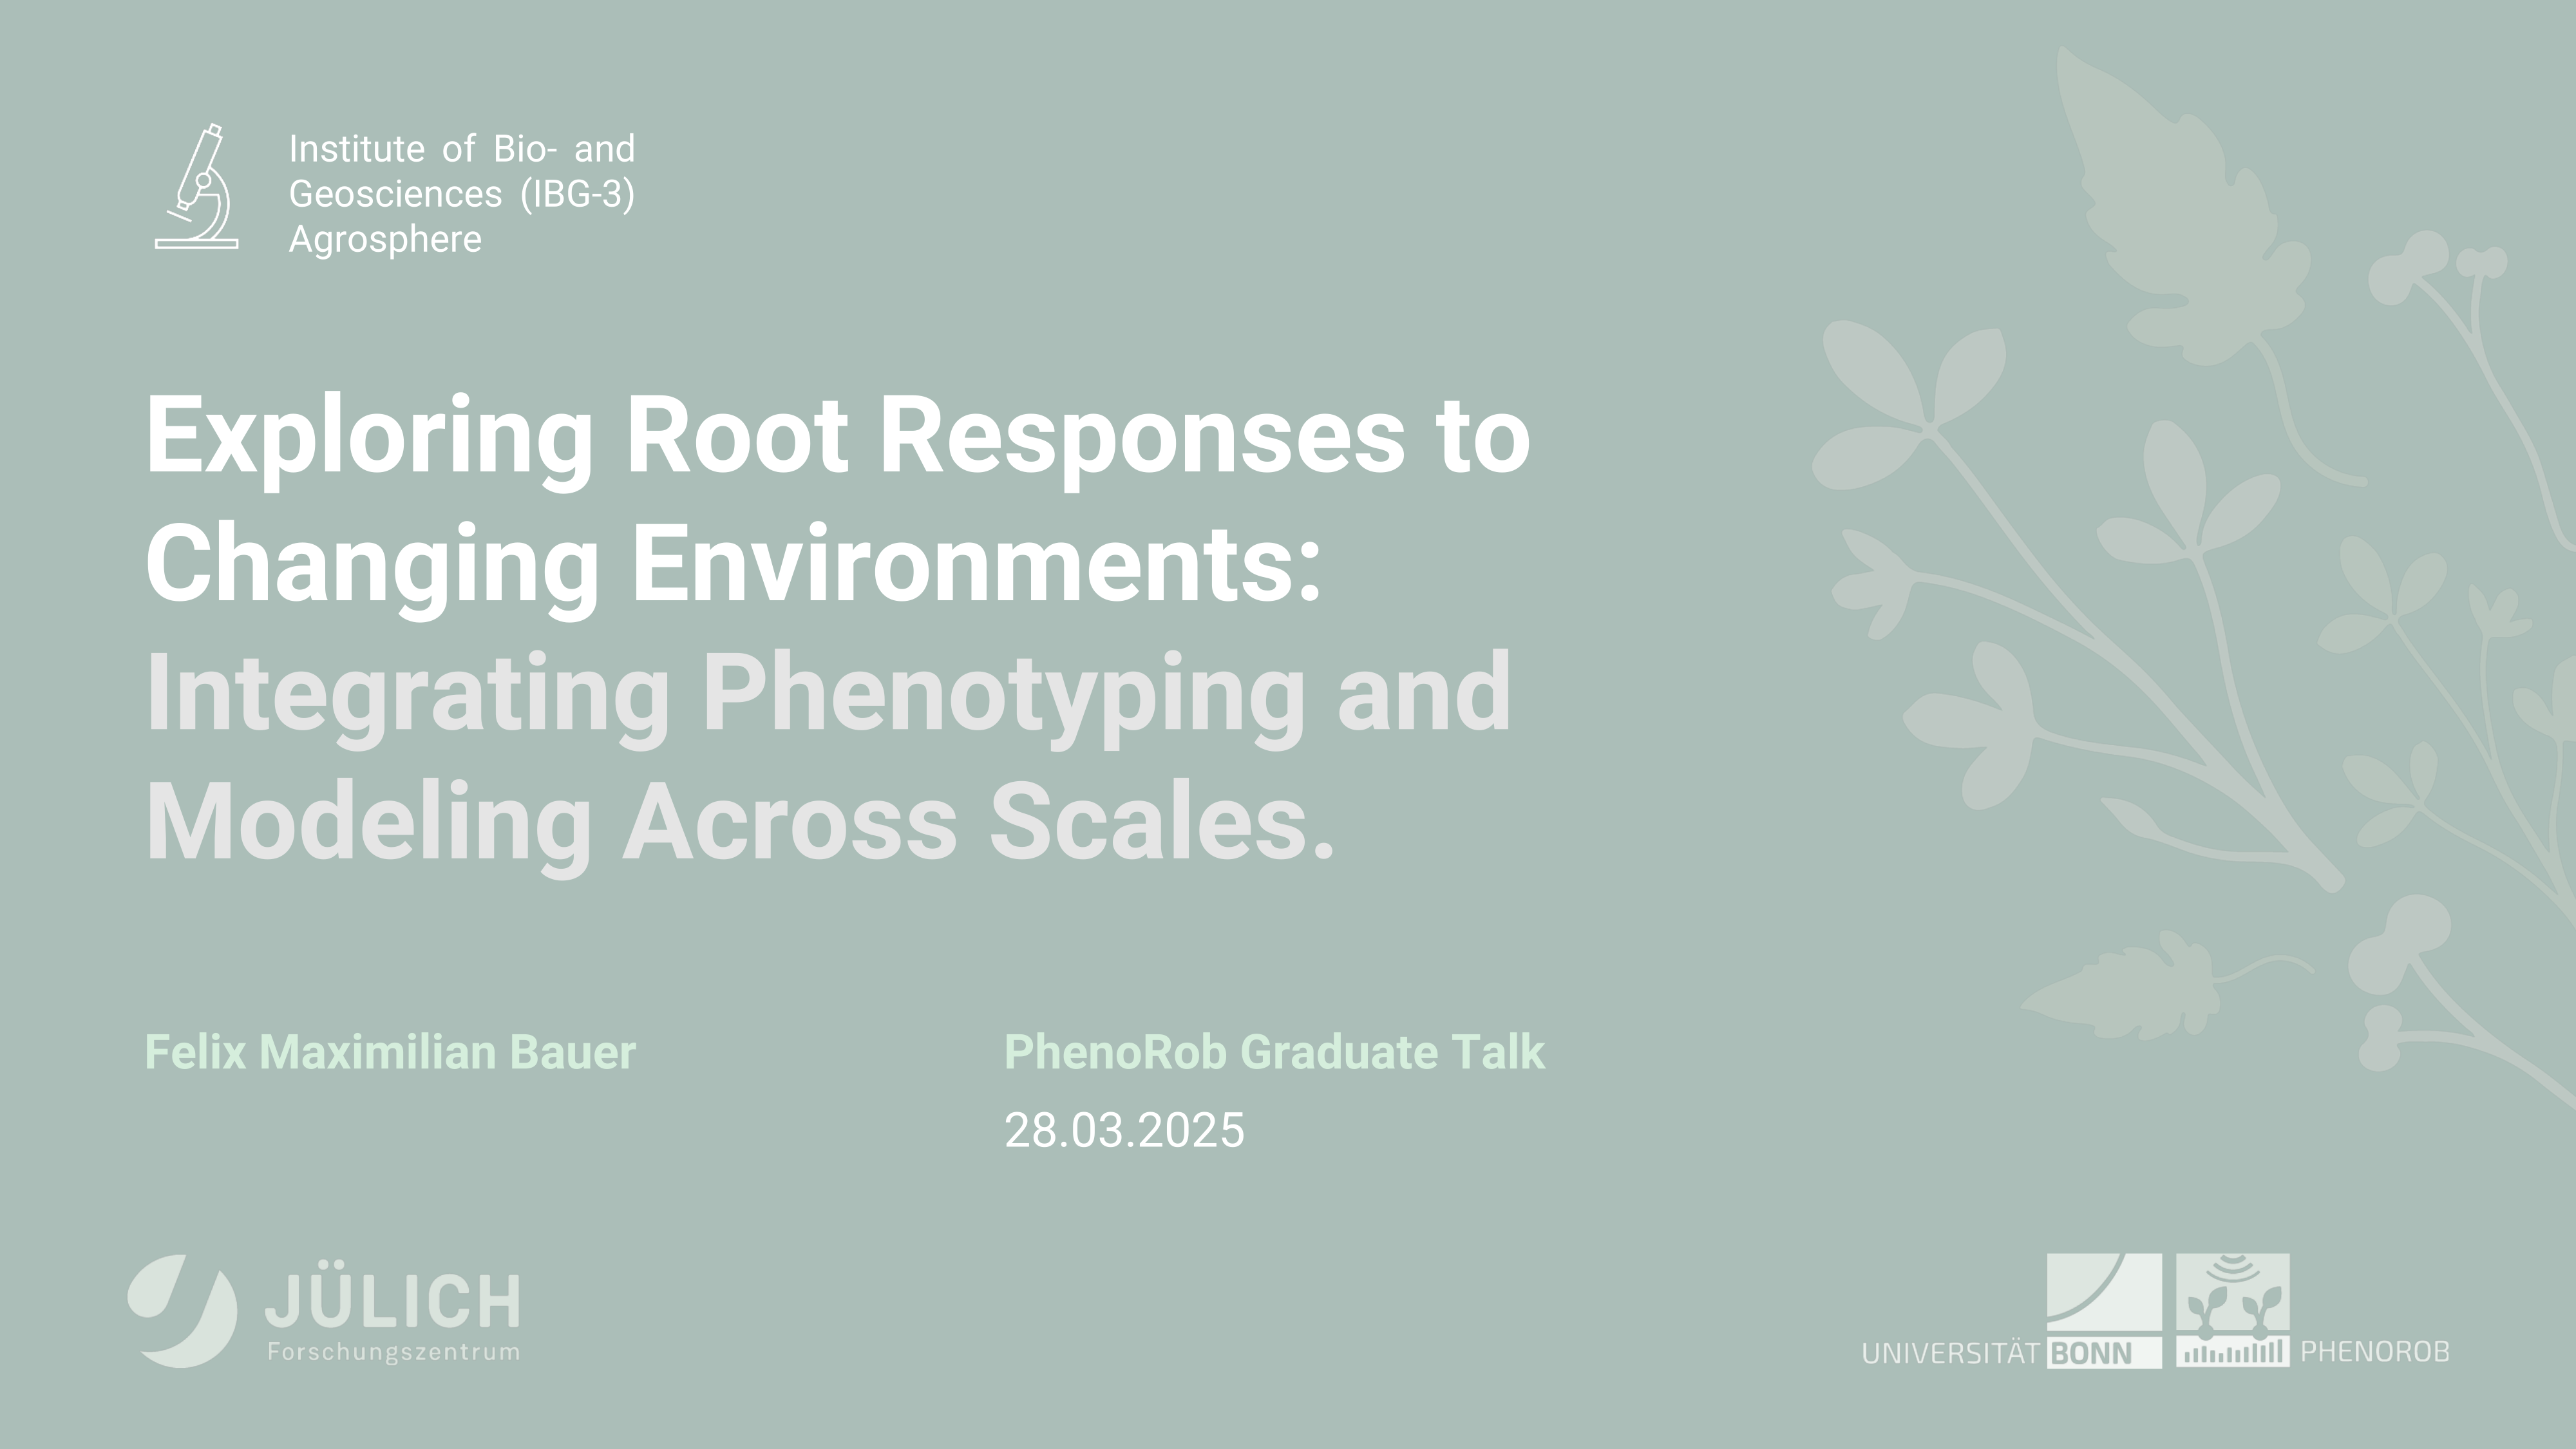 Institute of Bio- and
Geosciences (IBG-3)
Agrosphere
Exploring Root Responses to
Changing Environments:
Integrating Phenotyping and
Modeling Across Scales.
Felix Maximilian Bauer
PhenoRob Graduate Talk
28.03.2025
JÜLICH
Forschungszentrum
UNIVERSITÄT BONN
PHENOROB